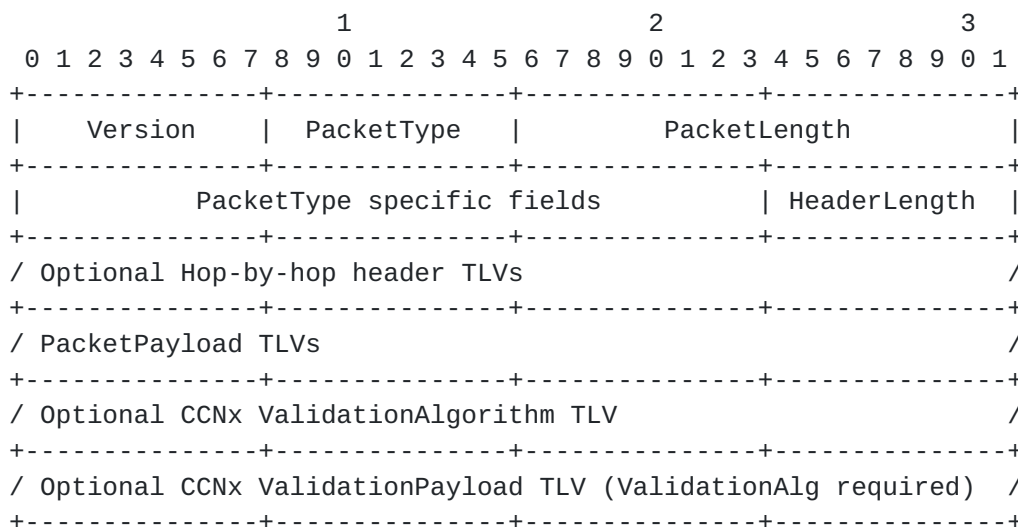 1                   2                   3
 0 1 2 3 4 5 6 7 8 9 0 1 2 3 4 5 6 7 8 9 0 1 2 3 4 5 6 7 8 9 0 1
+---------------+---------------+---------------+---------------+
|    Version    |  PacketType   |         PacketLength          |
+---------------+---------------+---------------+---------------+
|           PacketType specific fields          | HeaderLength  |
+---------------+---------------+---------------+---------------+
/ Optional Hop-by-hop header TLVs                               /
+---------------+---------------+---------------+---------------+
/ PacketPayload TLVs                                            /
+---------------+---------------+---------------+---------------+
/ Optional CCNx ValidationAlgorithm TLV                         /
+---------------+---------------+---------------+---------------+
/ Optional CCNx ValidationPayload TLV (ValidationAlg required)  /
+---------------+---------------+---------------+---------------+